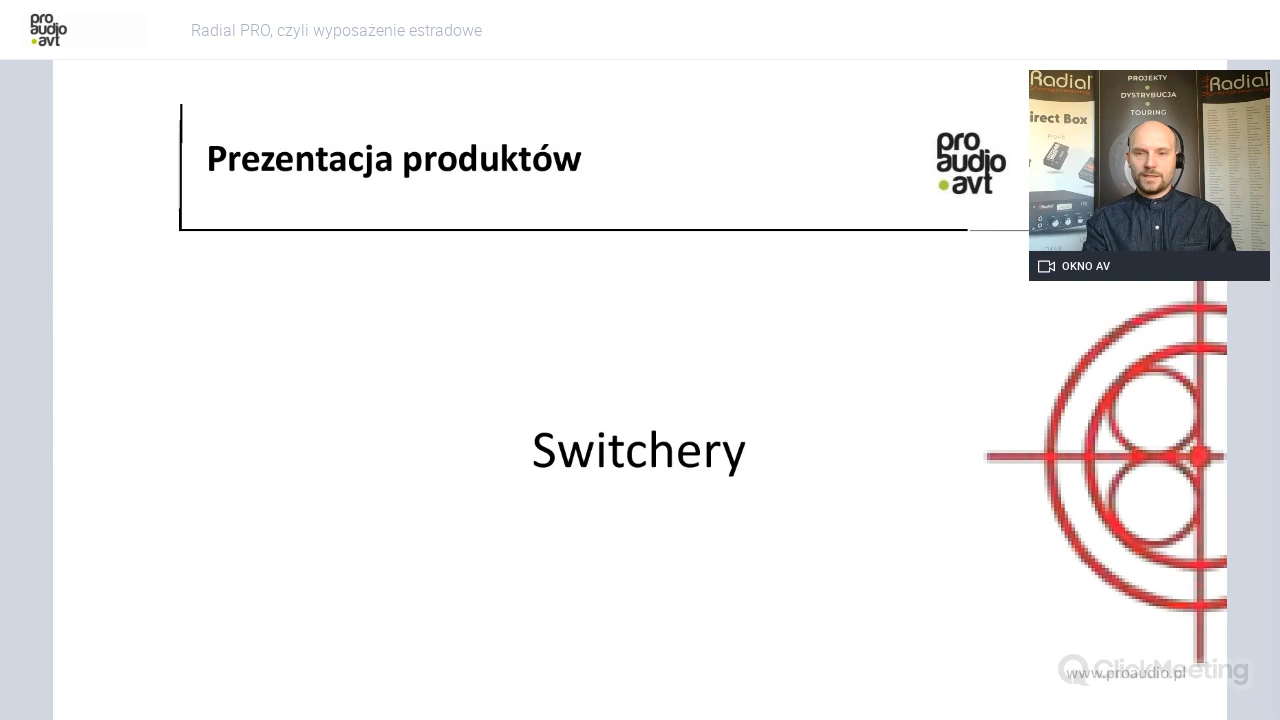 pro
audio
avt
Radial PRO, czyli wyposażenie estradowe
Prezentacja produktów
pro
audio
avt
Radial
PROJEKTY
DYSTRYBUCJA
TOURING
Radial
irect Box
OKNO AV
Switchery
ClickMeeting
www.proaudio.pl